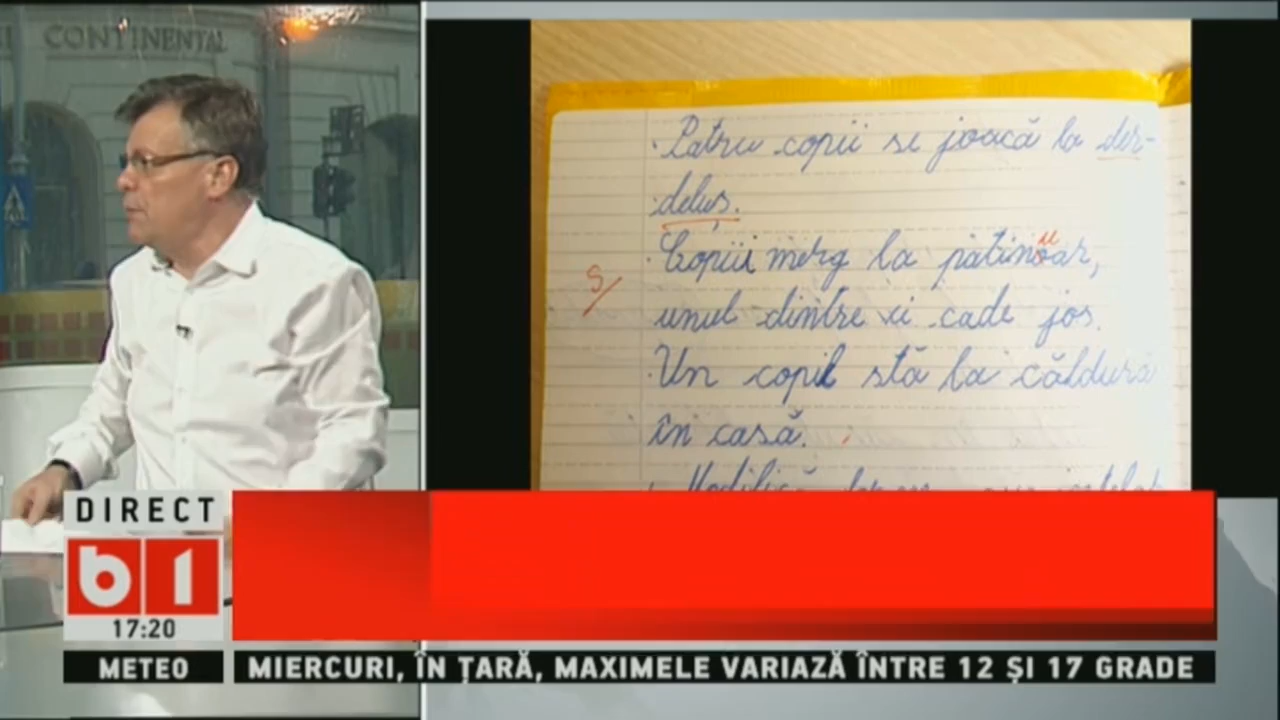 CONTINENTAL
Patru copii se joacă la der-
deluș.
Copiii merg la patinuar,
S
unul dintre ei cade jos.
Un copil stă la căldură
în casă.
DIRECT
b1
17:20
METEO
MIERCURI, ÎN ȚARĂ, MAXIMELE VARIAZĂ ÎNTRE 12 ȘI 17 GRADE